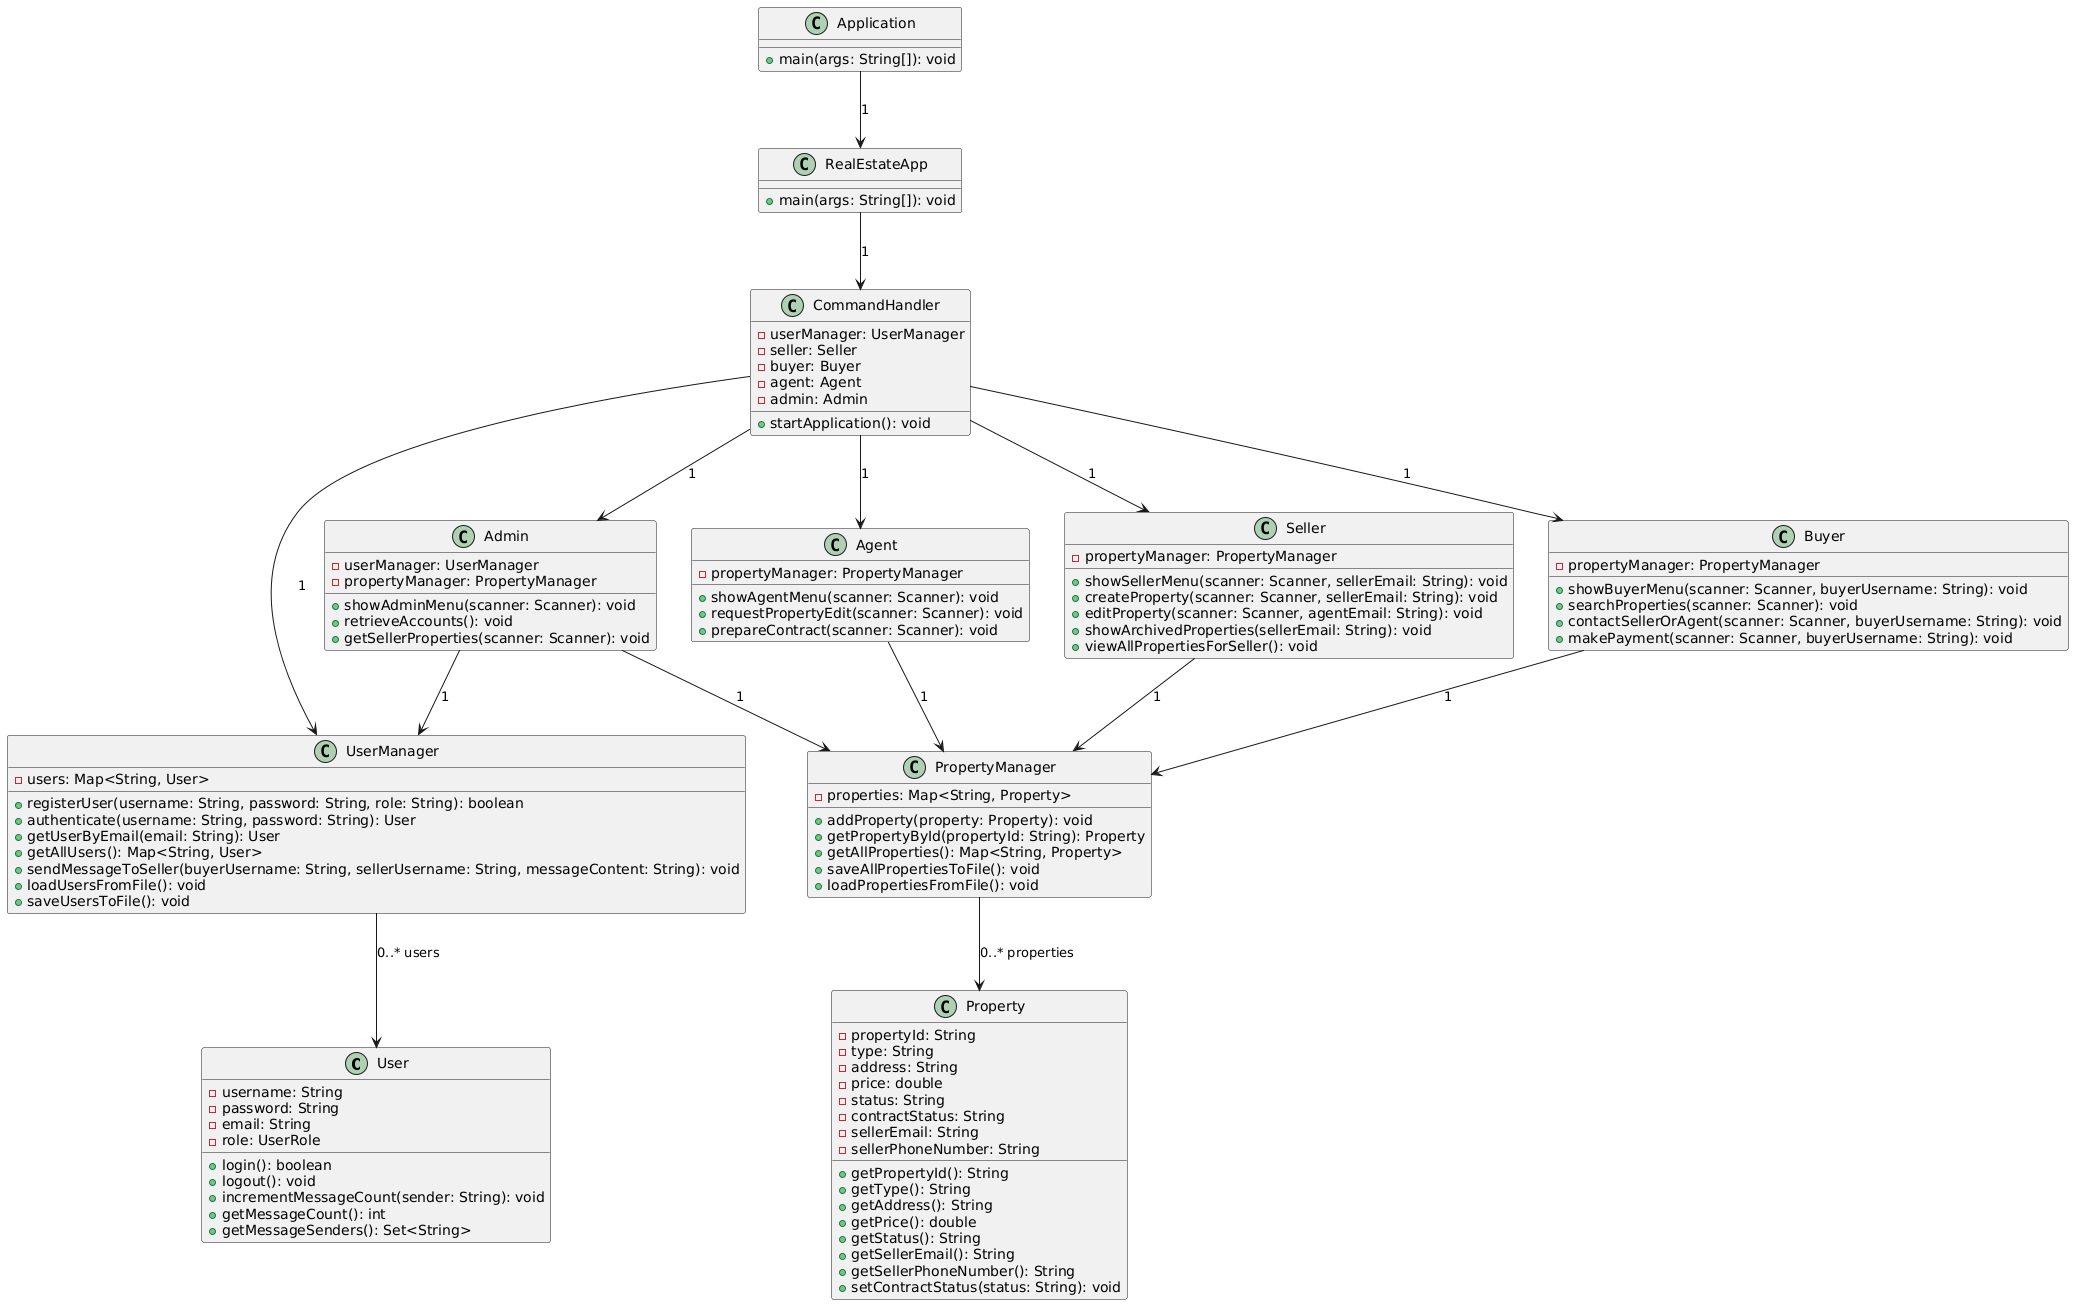 C Application
main(args: String[]): void
1
C RealEstateApp
main(args: String[]): void
1
C CommandHandler
userManager: UserManager
seller: Seller
buyer: Buyer
agent: Agent
admin: Admin
startApplication(): void
1
1
1
1
1
C Admin
userManager: UserManager
propertyManager: PropertyManager
showAdminMenu(scanner: Scanner): void
retrieveAccounts(): void
getSellerProperties(scanner: Scanner): void
C Agent
propertyManager: PropertyManager
showAgentMenu(scanner: Scanner): void
requestPropertyEdit(scanner: Scanner): void
prepareContract(scanner: Scanner): void
C Seller
propertyManager: PropertyManager
showSellerMenu(scanner: Scanner, sellerEmail: String): void
createProperty(scanner: Scanner, sellerEmail: String): void
editProperty(scanner: Scanner, agentEmail: String): void
showArchivedProperties(sellerEmail: String): void
viewAllPropertiesForSeller(): void
C Buyer
propertyManager: PropertyManager
showBuyerMenu(scanner: Scanner, buyerUsername: String): void
searchProperties(scanner: Scanner): void
contactSellerOrAgent(scanner: Scanner, buyerUsername: String): void
makePayment(scanner: Scanner, buyerUsername: String): void
1
1
1
1
1
C UserManager
users: Map<String, User>
registerUser(username: String, password: String, role: String): boolean
authenticate(username: String, password: String): User
getUserByEmail(email: String): User
getAllUsers(): Map<String, User>
sendMessageToSeller(buyerUsername: String, sellerUsername: String, messageContent: String): void
loadUsersFromFile(): void
saveUsersToFile(): void
C PropertyManager
properties: Map<String, Property>
addProperty(property: Property): void
getPropertyById(propertyId: String): Property
getAllProperties(): Map<String, Property>
saveAllPropertiesToFile(): void
loadPropertiesFromFile(): void
0..* users
0..* properties
C User
username: String
password: String
email: String
role: UserRole
login(): boolean
logout(): void
incrementMessageCount(sender: String): void
getMessageCount(): int
getMessageSenders(): Set<String>
C Property
propertyId: String
type: String
address: String
price: double
status: String
contractStatus: String
sellerEmail: String
sellerPhoneNumber: String
getPropertyId(): String
getType(): String
getAddress(): String
getPrice(): double
getStatus(): String
getSellerEmail(): String
getSellerPhoneNumber(): String
setContractStatus(status: String): void